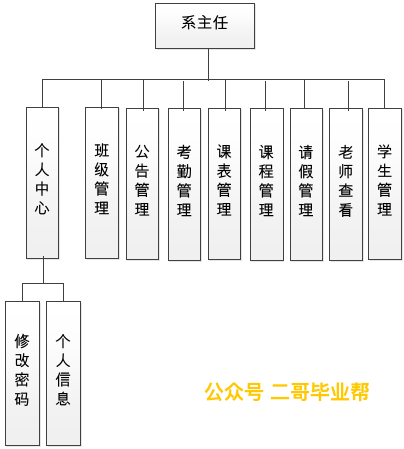 系主任
个人中心
班级管理
公告管理
考勤管理
课表管理
课程管理
请假管理
老师查看
学生管理
修改密码
个人信息
公众号 二哥毕业帮